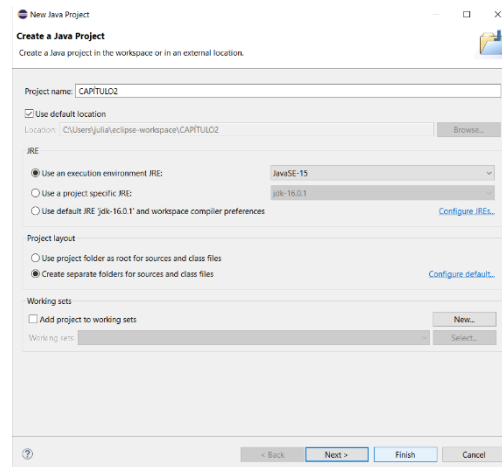 New Java Project
Create a Java Project
Create a Java project in the workspace or in an external location.
Project name: CAPÍTULO2
Use default location
Location: C:\Users\julia\eclipse-workspace\CAPÍTULO2 Browse...
JRE
Use an execution environment JRE: JavaSE-15
Use a project specific JRE: jdk-16.0.1
Use default JRE 'jdk-16.0.1' and workspace compiler preferences Configure JREs...
Project layout
Use project folder as root for sources and class files
Create separate folders for sources and class files Configure default...
Working sets
Add project to working sets New...
Working sets: Select...
< Back Next > Finish Cancel